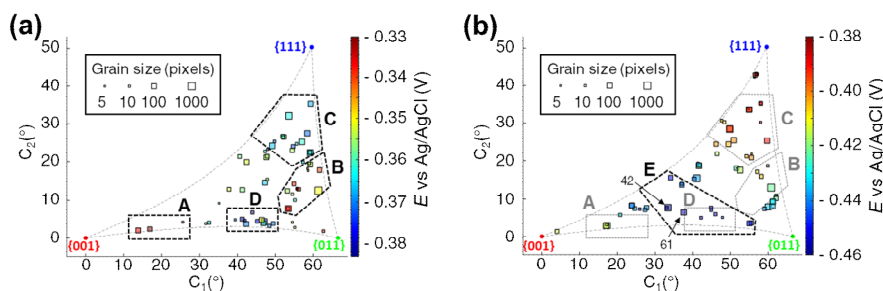 (a)
{111}
Grain size (pixels)
5 10 100 1000
50
40
30
20
10
0
C₂(°)
A
B
C
D
{001}
{011}
0 10 20 30 40 50 60
C₁(°)
- 0.33
- 0.34
- 0.35
- 0.36
- 0.37
- 0.38
E vs Ag/AgCl (V)
(b)
{111}
Grain size (pixels)
5 10 100 1000
50
40
30
20
10
0
C₂(°)
A
B
C
D
E
42
61
{001}
{011}
0 10 20 30 40 50 60
C₁(°)
- 0.38
- 0.40
- 0.42
- 0.44
- 0.46
E vs Ag/AgCl (V)